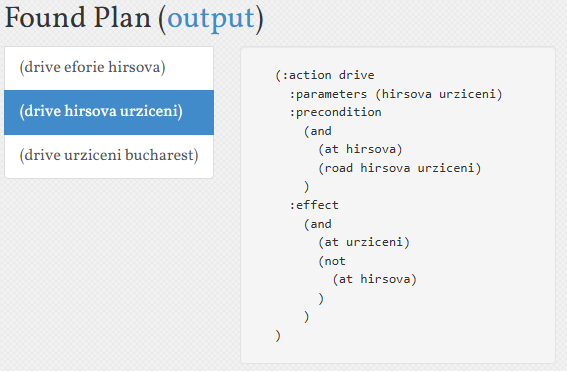 Found Plan (output)
(drive eforie hirsova)
(drive hirsova urziceni)
(drive urziceni bucharest)
(:action drive
  :parameters (hirsova urziceni)
  :precondition
    (and
      (at hirsova)
      (road hirsova urziceni)
    )
  :effect
    (and
      (at urziceni)
      (not
        (at hirsova)
      )
    )
)